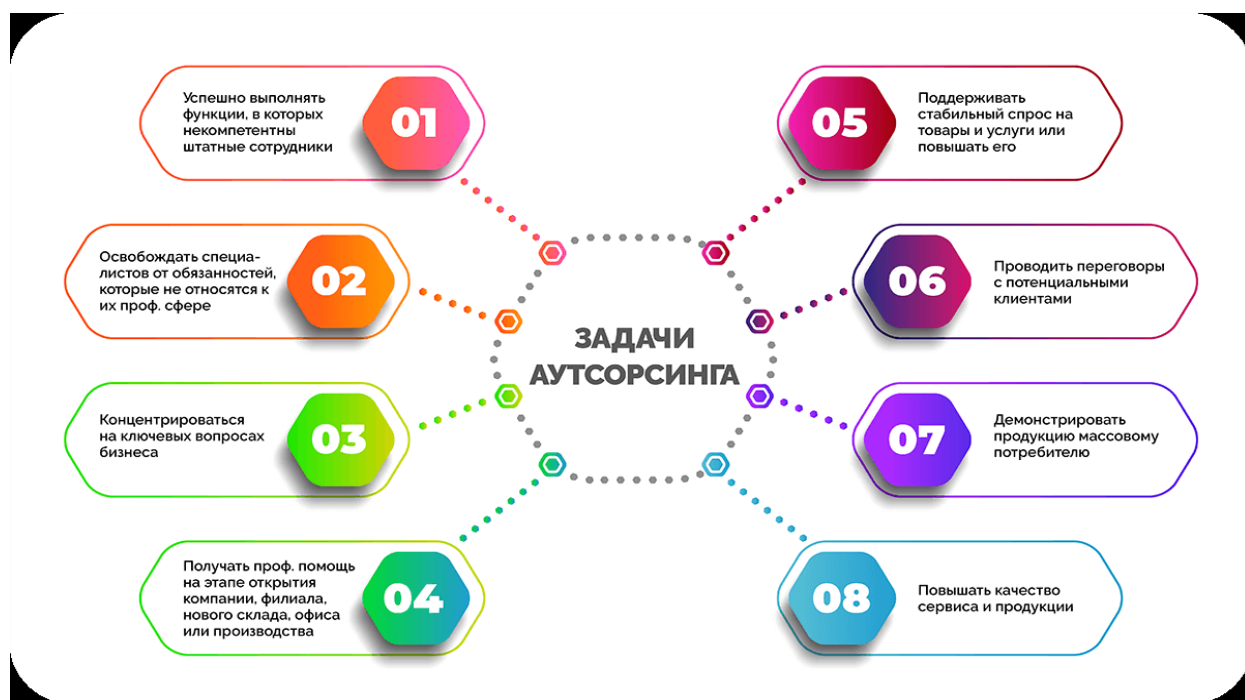 Успешно выполнять
функции, в которых
некомпетентны
штатные сотрудники
01
Освобождать специа-
листов от обязанностей,
которые не относятся к
их проф. сфере
02
Концентрироваться
на ключевых вопросах
бизнеса
03
Получать проф. помощь
на этапе открытия
компании, филиала,
нового склада, офиса
или производства
04
ЗАДАЧИ
АУТСОРСИНГА
05
Поддерживать
стабильный спрос на
товары и услуги или
повышать его
06
Проводить переговоры
с потенциальными
клиентами
07
Демонстрировать
продукцию массовому
потребителю
08
Повышать качество
сервиса и продукции